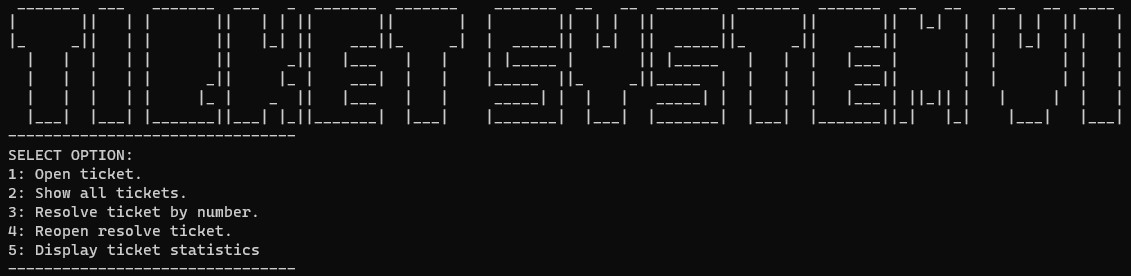 TICKET SYSTEM V1
--------------------------------
SELECT OPTION:
1: Open ticket.
2: Show all tickets.
3: Resolve ticket by number.
4: Reopen resolve ticket.
5: Display ticket statistics
--------------------------------